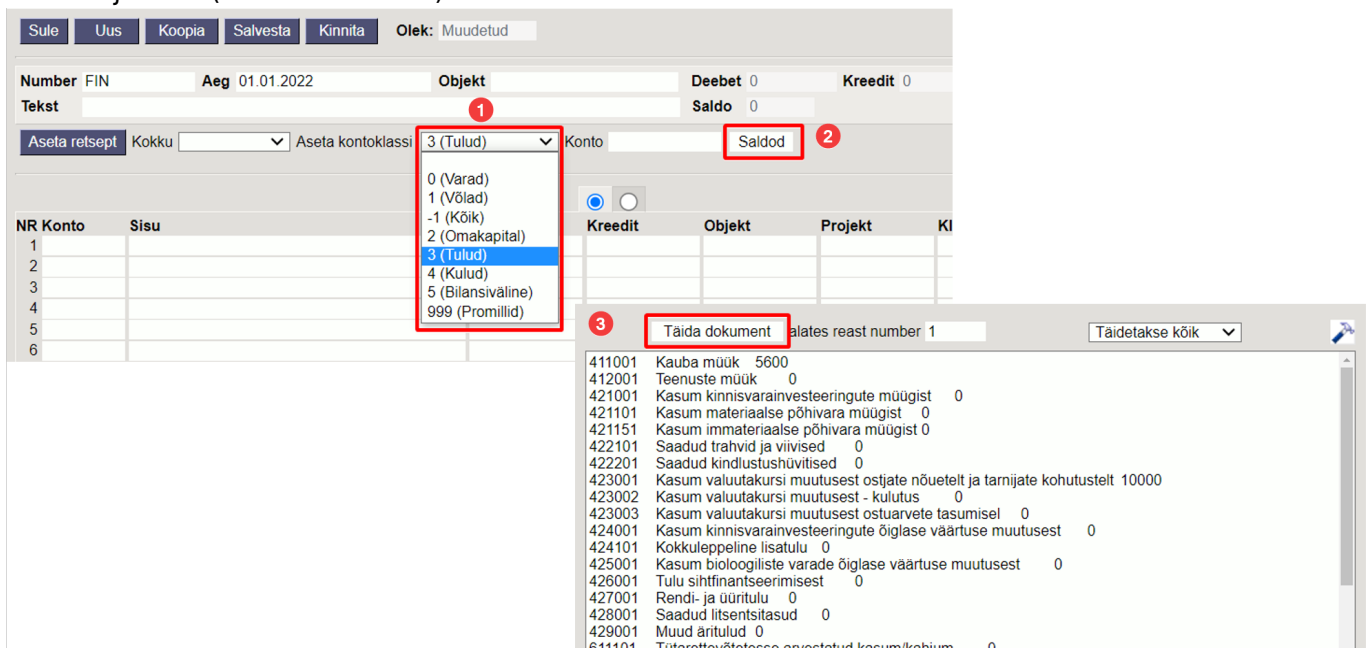 Sule Uus Koopia Salvesta Kinnita Olek: Muudetud
Number FIN Aeg 01.01.2022 Objekt Deebet 0 Kreedit 0
Tekst Saldo 0
1
Aseta retsept Kokku Aseta kontoklassi 3 (Tulud) Konto Saldod 2
0 (Varad)
1 (Võlad)
-1 (Kõik)
2 (Omakapital)
3 (Tulud)
4 (Kulud)
5 (Bilansiväline)
999 (Promillid)
NR Konto Sisu Kreedit Objekt Projekt Kl
1
2
3
4
5
6
3 Täida dokument alates reast number 1 Täidetakse kõik
411001 Kauba müük 5600
412001 Teenuste müük 0
421001 Kasum kinnisvarainvesteeringute müügist 0
421101 Kasum materiaalse põhivara müügist 0
421151 Kasum immateriaalse põhivara müügist 0
422101 Saadud trahvid ja viivised 0
422201 Saadud kindlustushüvitised 0
423001 Kasum valuutakursi muutusest ostjate nõuetelt ja tarnijate kohutustelt 10000
423002 Kasum valuutakursi muutusest - kulutus 0
423003 Kasum valuutakursi muutusest ostuarvete tasumisel 0
424001 Kasum kinnisvarainvesteeringute õiglase väärtuse muutusest 0
424101 Kokkuleppeline lisatulu 0
425001 Kasum bioloogiliste varade õiglase väärtuse muutusest 0
426001 Tulu sihtfinantseerimisest 0
427001 Rendi- ja üüritulu 0
428001 Saadud litsentsitasud 0
429001 Muud äritulud 0